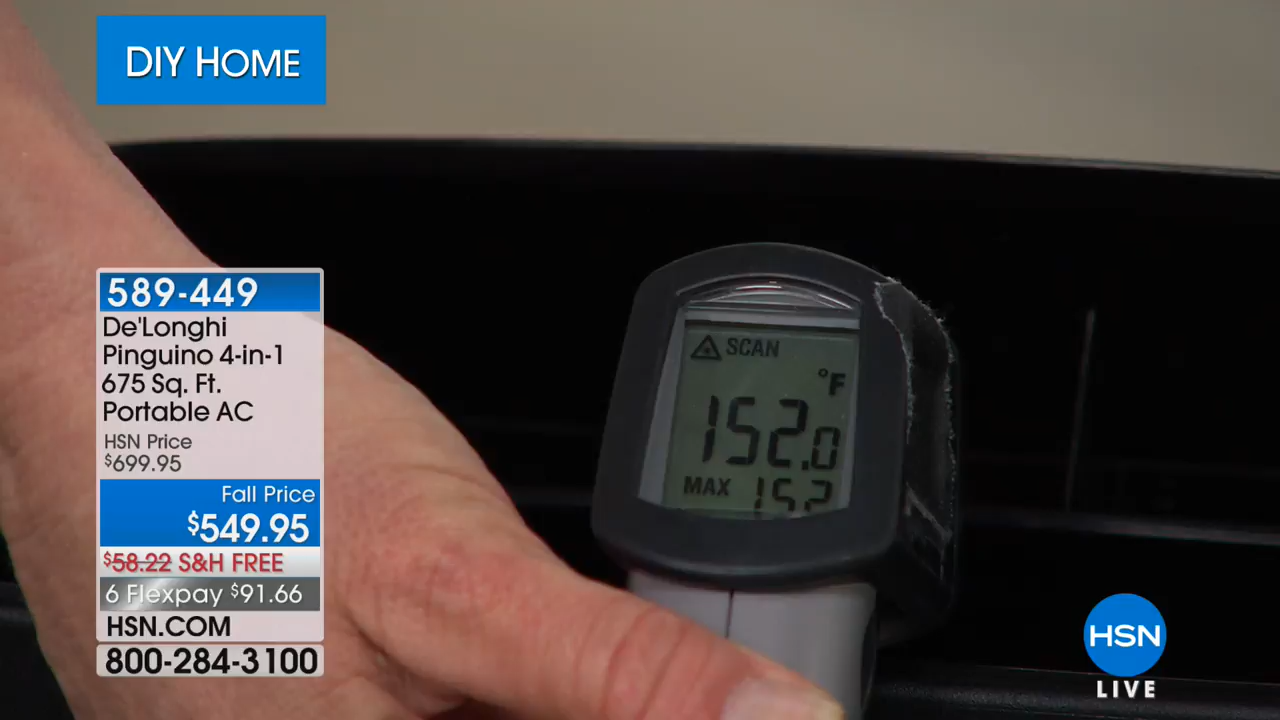 DIY HOME
589-449
De'Longhi
Pinguino 4-in-1
675 Sq. Ft.
Portable AC
HSN Price
$699.95
Fall Price
$549.95
$58.22 S&H FREE
6 Flexpay $91.66
HSN.COM
800-284-3100
SCAN
°F
152.0
MAX 152
HSN
LIVE